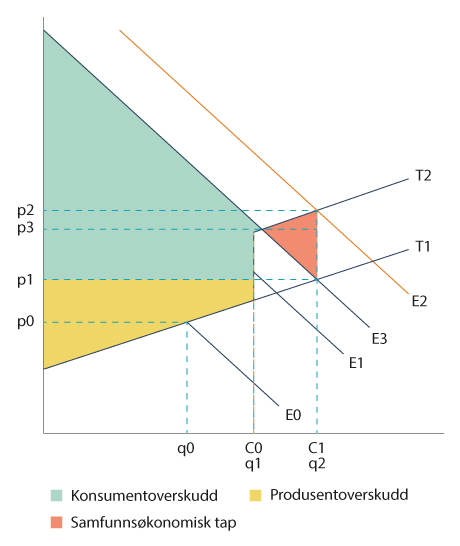 T2
p2
p3
T1
p1
E2
p0
E3
E1
E0
q0 C0 C1
q1 q2
Konsumentoverskudd Produsentoverskudd
Samfunnsøkonomisk tap